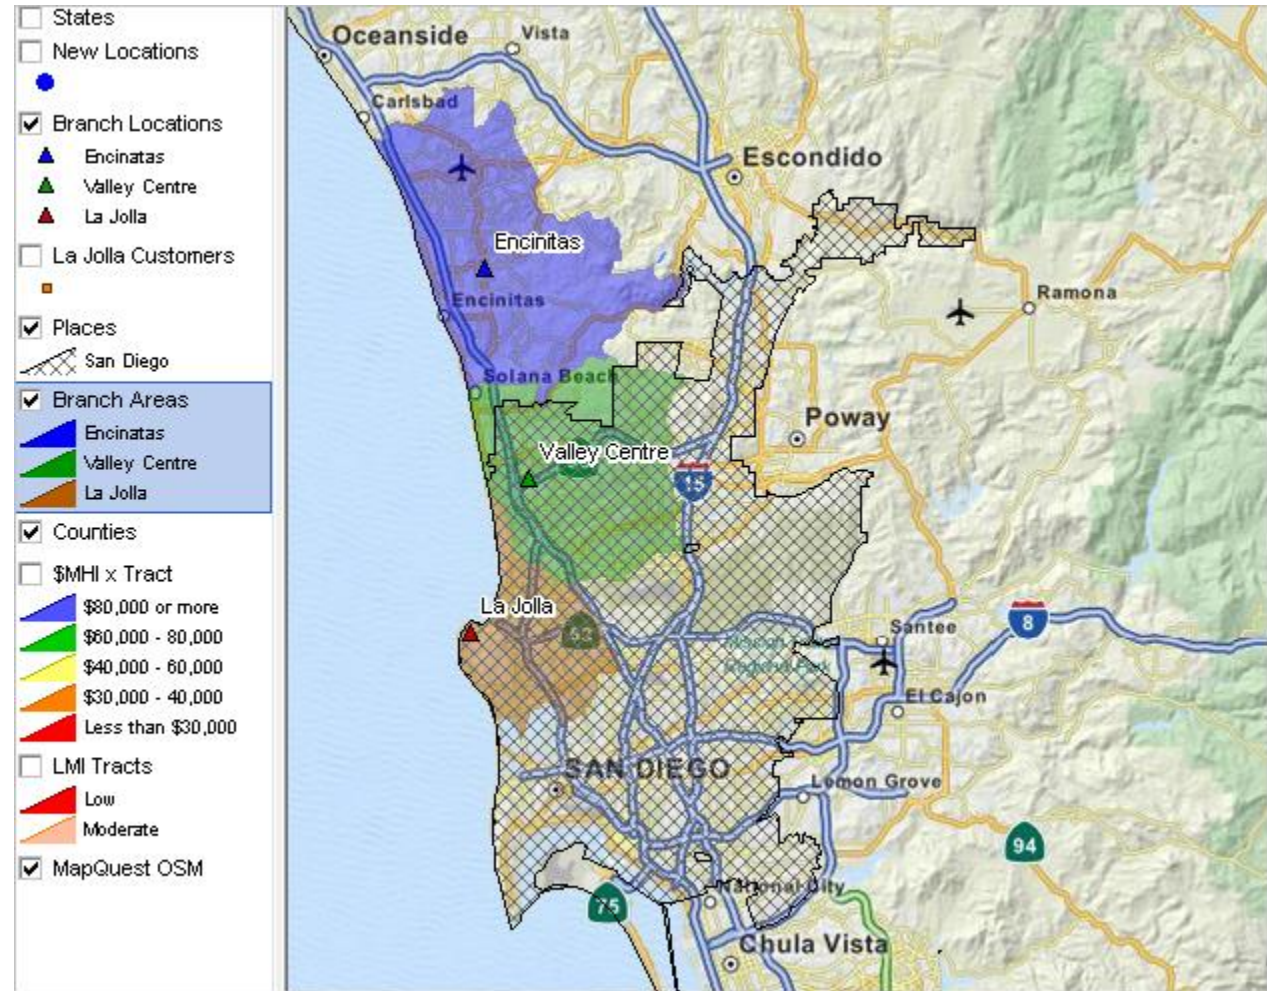 States
New Locations
Branch Locations
Encinatas
Valley Centre
La Jolla
La Jolla Customers
Places
San Diego
Branch Areas
Encinatas
Valley Centre
La Jolla
Counties
$MHI x Tract
$80,000 or more
$60,000 - 80,000
$40,000 - 60,000
$30,000 - 40,000
Less than $30,000
LMI Tracts
Low
Moderate
MapQuest OSM
Oceanside
Vista
Carlsbad
Escondido
Encinitas
Encinitas
Ramona
Solana Beach
Poway
Valley Centre
15
La Jolla
52
8
Santee
El Cajon
SAN DIEGO
Lemon Grove
94
National City
75
Chula Vista